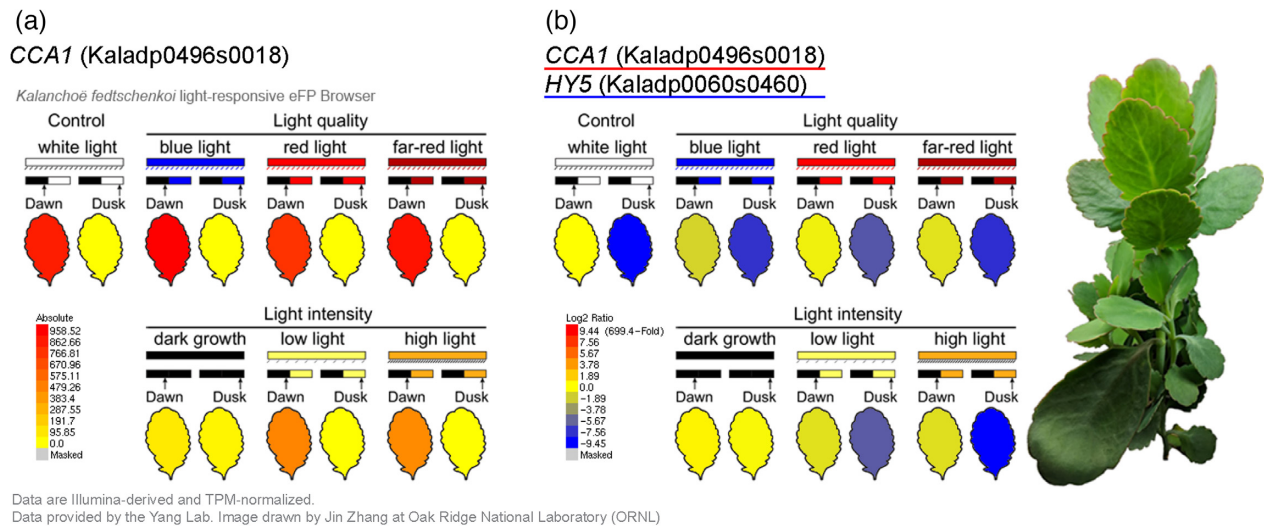 (a)
CCA1 (Kaladp0496s0018)
Kalanchoë fedtschenkoi light-responsive eFP Browser
Control
Light quality
white light
blue light
red light
far-red light
Dawn
Dusk
Dawn
Dusk
Dawn
Dusk
Dawn
Dusk
Absolute
958.52
862.66
766.81
670.96
575.11
479.26
383.4
287.55
191.7
95.85
0.0
Masked
Light intensity
dark growth
low light
high light
Dawn
Dusk
Dawn
Dusk
Dawn
Dusk
(b)
CCA1 (Kaladp0496s0018)
HY5 (Kaladp0060s0460)
Control
Light quality
white light
blue light
red light
far-red light
Dawn
Dusk
Dawn
Dusk
Dawn
Dusk
Dawn
Dusk
Log2 Ratio
9.44 (699.4-Fold)
7.56
5.67
3.78
1.89
0.0
-1.89
-3.78
-5.67
-7.56
-9.45
Masked
Light intensity
dark growth
low light
high light
Dawn
Dusk
Dawn
Dusk
Dawn
Dusk
Data are Illumina-derived and TPM-normalized.
Data provided by the Yang Lab. Image drawn by Jin Zhang at Oak Ridge National Laboratory (ORNL)